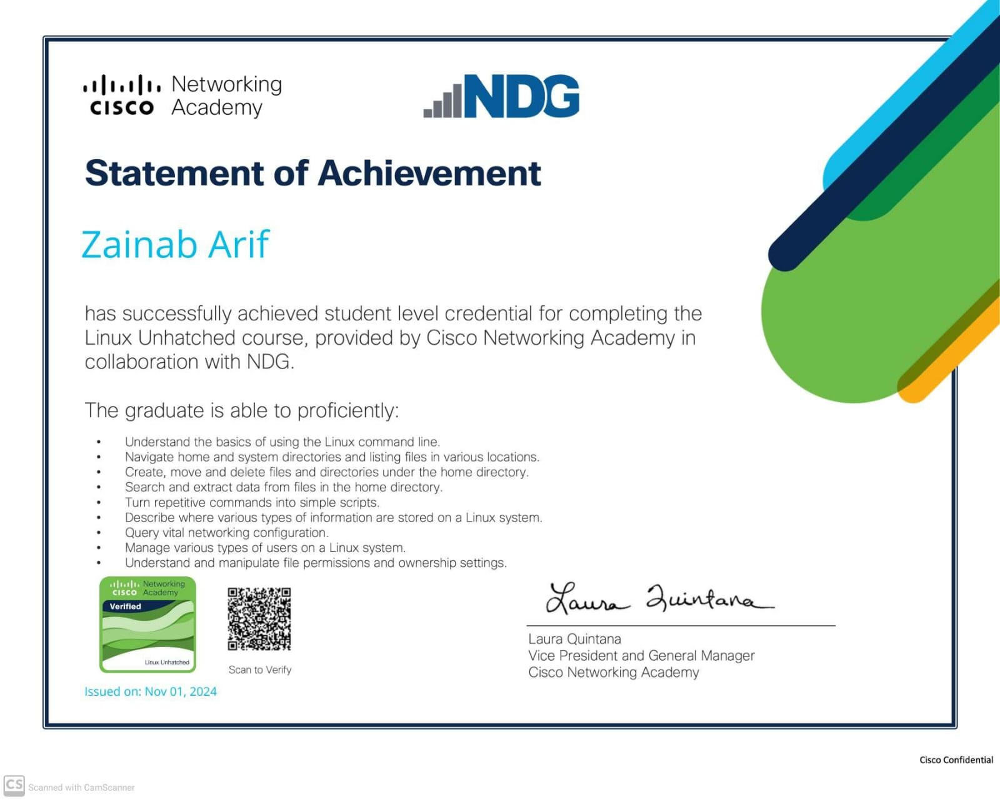 CISCO Networking Academy
NDG
Statement of Achievement
Zainab Arif
has successfully achieved student level credential for completing the
Linux Unhatched course, provided by Cisco Networking Academy in
collaboration with NDG.
The graduate is able to proficiently:
• Understand the basics of using the Linux command line.
• Navigate home and system directories and listing files in various locations.
• Create, move and delete files and directories under the home directory.
• Search and extract data from files in the home directory.
• Turn repetitive commands into simple scripts.
• Describe where various types of information are stored on a Linux system.
• Query vital networking configuration.
• Manage various types of users on a Linux system.
• Understand and manipulate file permissions and ownership settings.
CISCO Networking Academy
Verified
Linux Unhatched
Scan to Verify
Issued on: Nov 01, 2024
Laura Quintana
Laura Quintana
Vice President and General Manager
Cisco Networking Academy
Cisco Confidential
CS Scanned with CamScanner